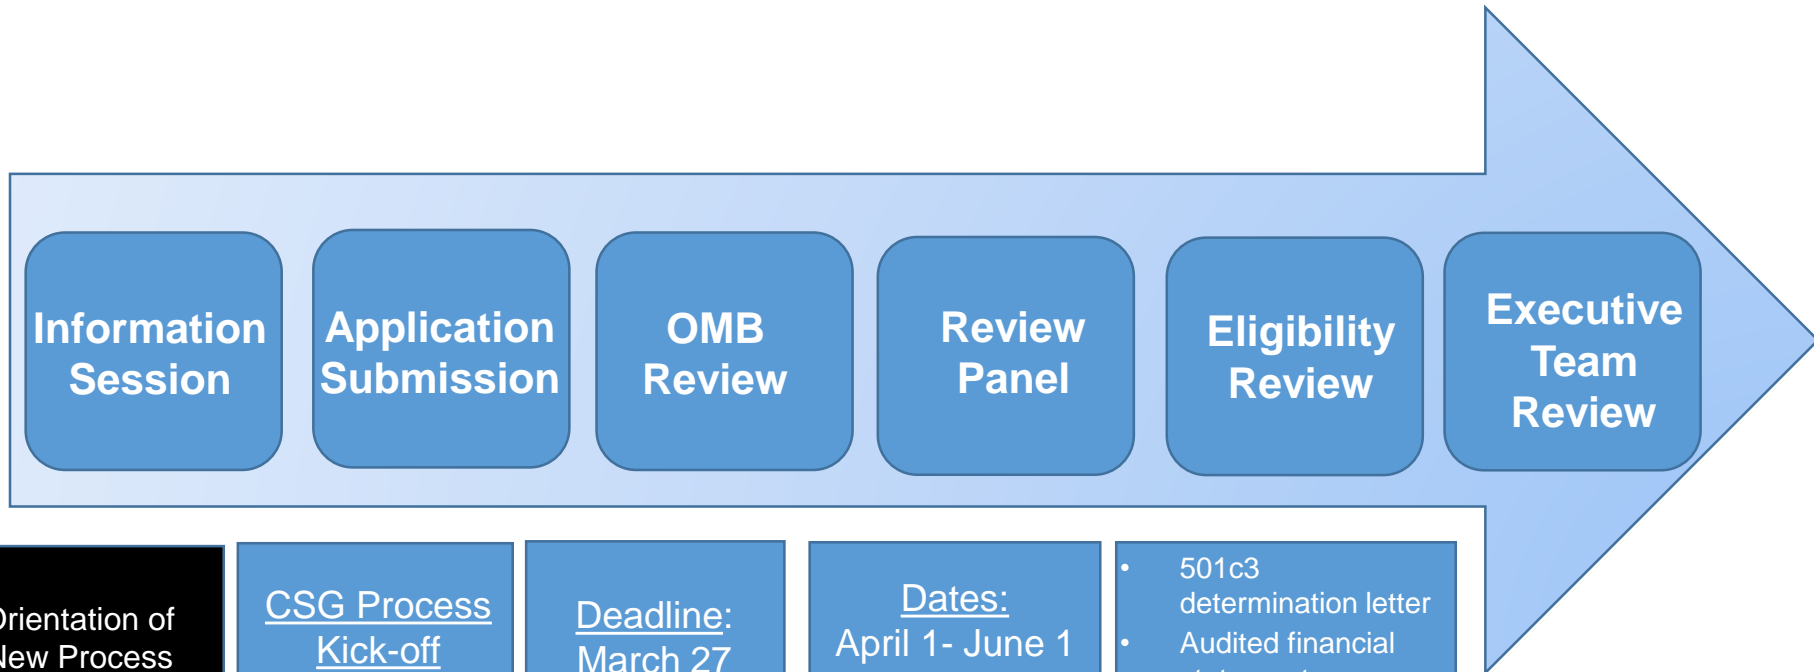 Information
Session
Application
Submission
OMB
Review
Review
Panel
Eligibility
Review
Executive
Team
Review
Orientation of
New Process
CSG Process
Kick-off
Deadline:
March 27
Dates:
April 1- June 1
• 501c3
determination letter
• Audited financial